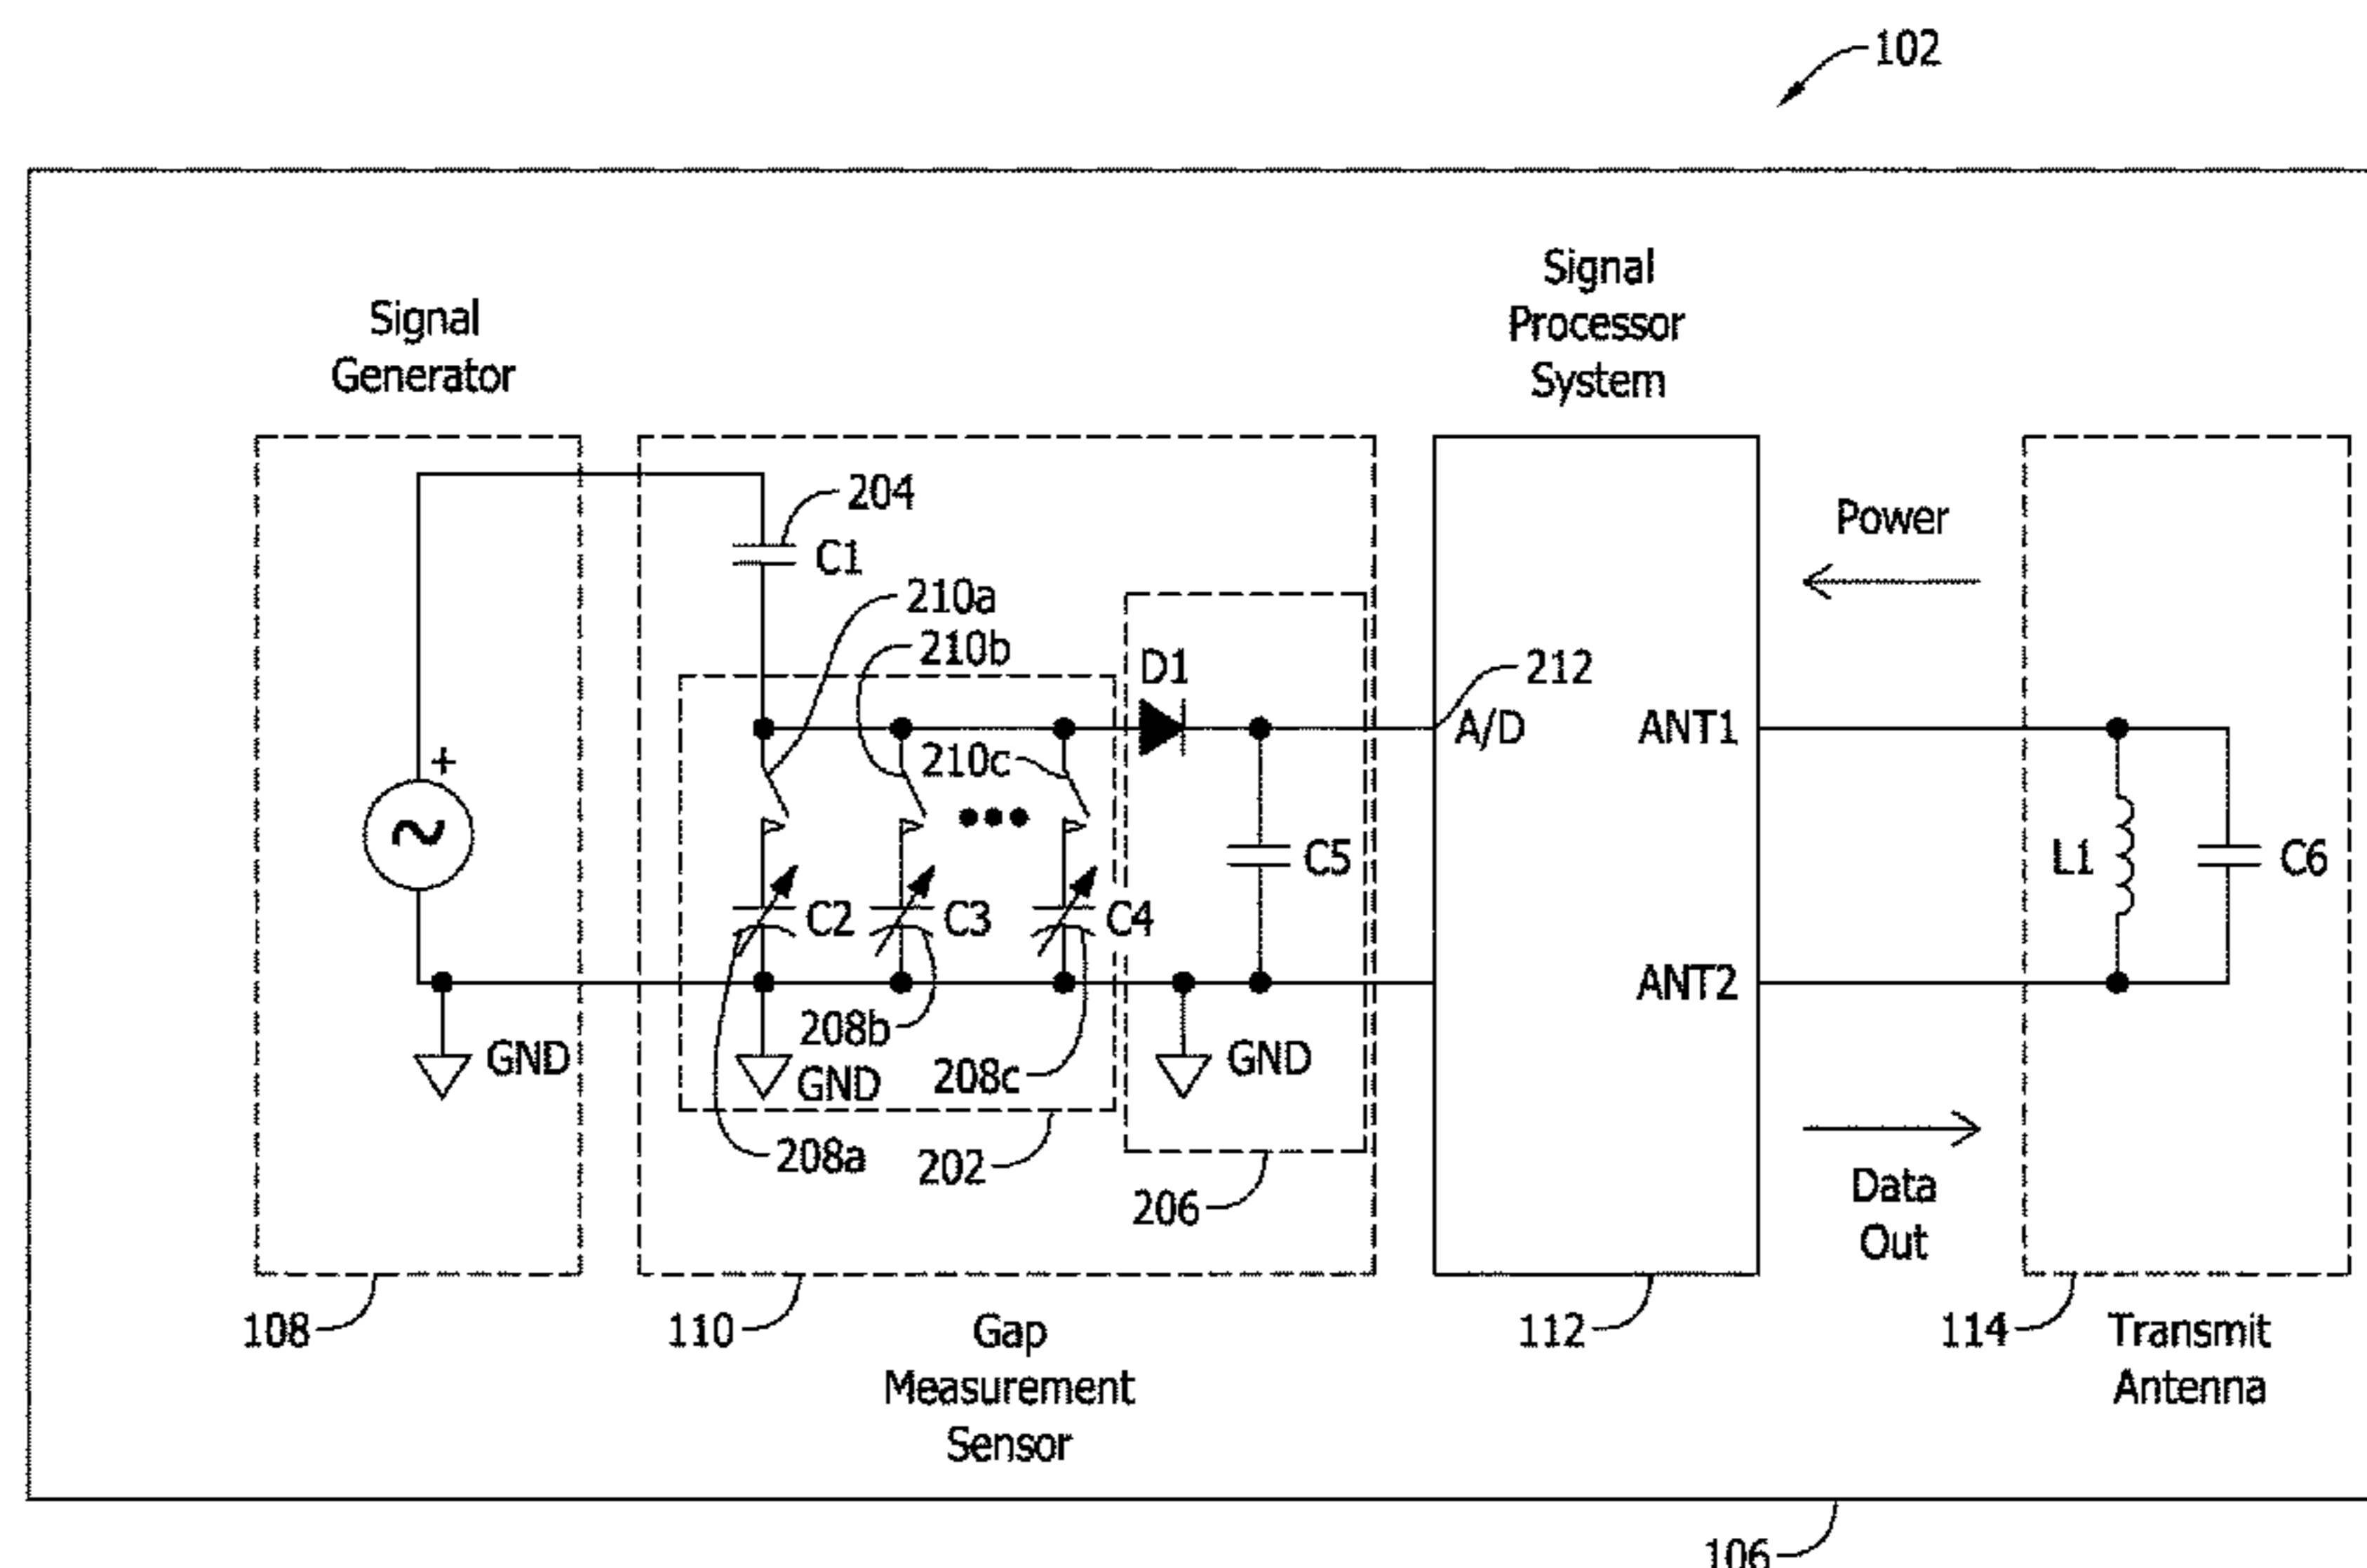 102
Signal
Generator
Signal
Processor
System
204
C1
210a
210b
D1
212
210c
A/D
ANT1
ANT2
Power
+
~
C2
C3
C4
C5
L1
C6
GND
GND
GND
208b
208c
208a
202
206
Data
Out
108
110
Gap
Measurement
Sensor
112
114
Transmit
Antenna
106